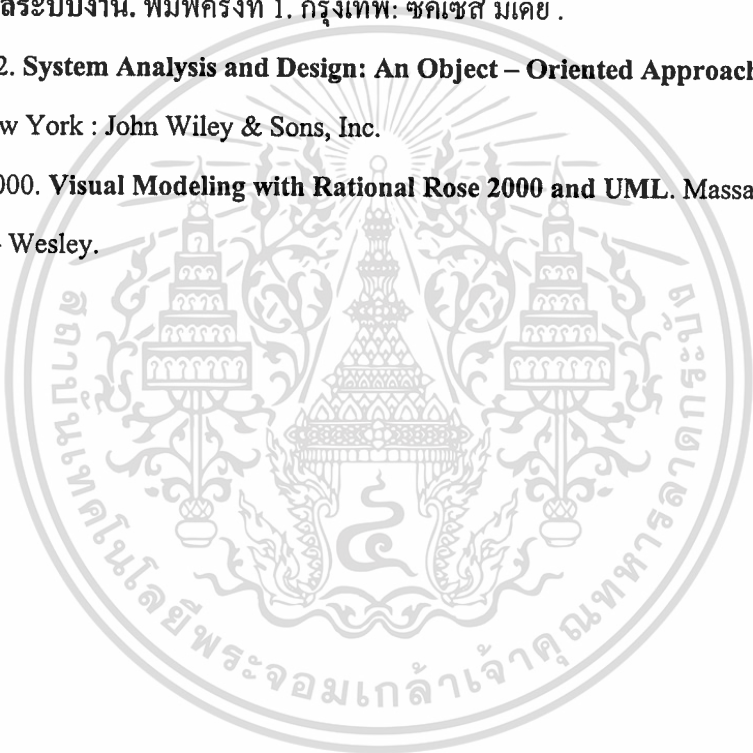 ลระบบงาน. พิมพ์ครั้งที่ 1. กรุงเทพ: ซัคเซส มีเดีย .
2. System Analysis and Design: An Object – Oriented Approach
w York : John Wiley & Sons, Inc.
000. Visual Modeling with Rational Rose 2000 and UML. Massa
Wesley.
สถาบันเทคโนโลยีพระจอมเกล้าเจ้าคุณทหารลาดกระบัง